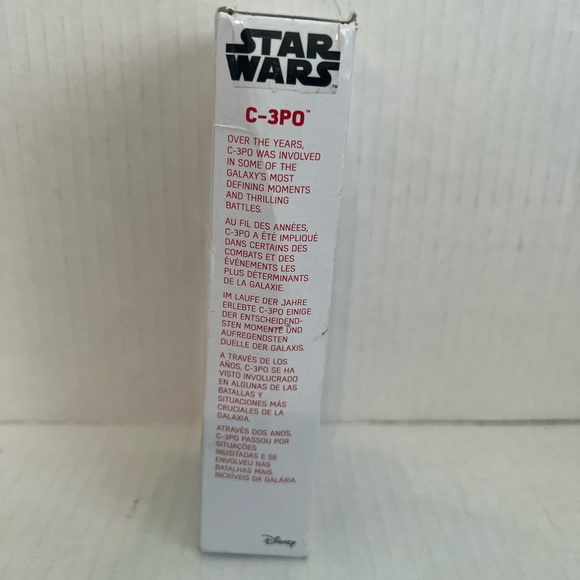 STAR
WARS™
C-3PO™
OVER THE YEARS,
C-3PO WAS INVOLVED
IN SOME OF THE
GALAXY'S MOST
DEFINING MOMENTS
AND THRILLING
BATTLES.
AU FIL DES ANNÉES,
C-3PO A ÉTÉ IMPLIQUÉ
DANS CERTAINS DES
COMBATS ET DES
ÉVÉNEMENTS LES
PLUS DÉTERMINANTS
DE LA GALAXIE.
IM LAUFE DER JAHRE
ERLEBTE C-3PO EINIGE
DER ENTSCHEIDEND-
STEN MOMENTE UND
AUFREGENDSTEN
DUELLE DER GALAXIS.
A TRAVÉS DE LOS
AÑOS, C-3PO SE HA
VISTO INVOLUCRADO
EN ALGUNAS DE LAS
BATALLAS Y
SITUACIONES MÁS
CRUCIALES DE LA
GALAXIA.
ATRAVÉS DOS ANOS,
C-3PO PASSOU POR
SITUAÇÕES
INUSITADAS E SE
ENVOLVEU NAS
BATALHAS MAIS
INCRÍVEIS DA GALÁXIA.
Disney